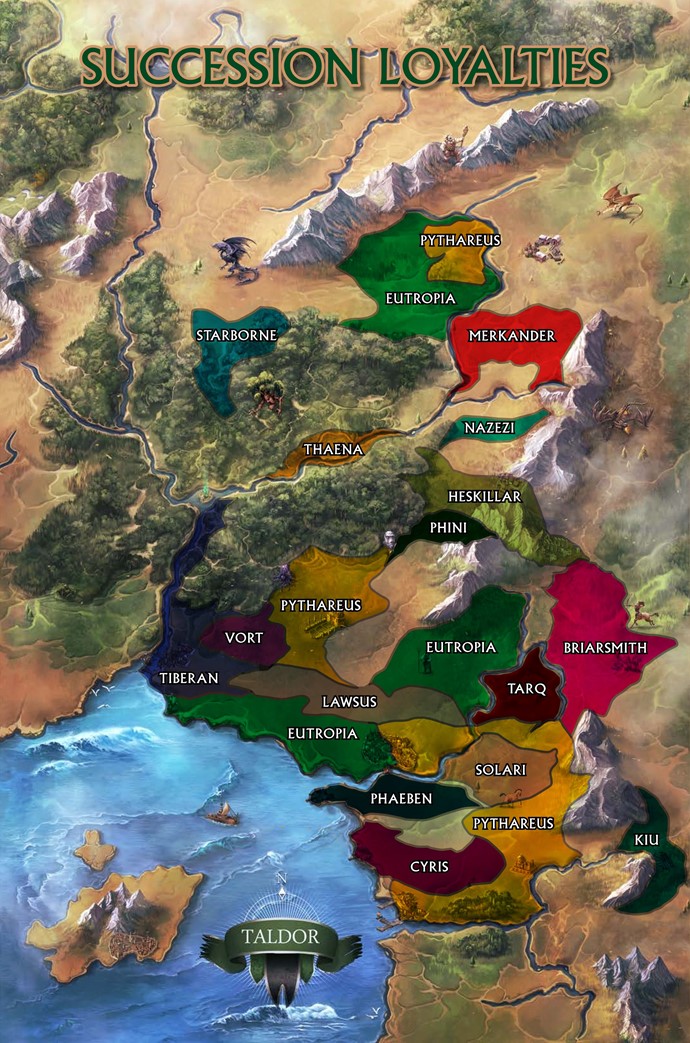 SUCCESSION LOYALTIES
PYTHAREUS
EUTROPIA
STARBORNE
MERKANDER
NAZEZI
THAENA
HESKILLAR
PHINI
PYTHAREUS
VORT
EUTROPIA
BRIARSMITH
TIBERAN
TARQ
LAWSUS
EUTROPIA
SOLARI
PHAEBEN
PYTHAREUS
KIU
CYRIS
N
TALDOR